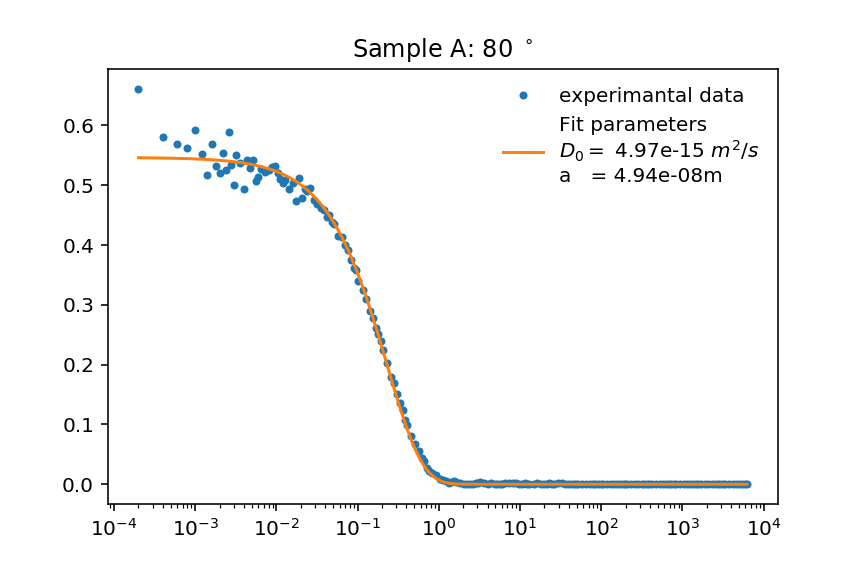 Sample A: 80 °
experimantal data
Fit parameters
D₀ = 4.97e-15 m²/s
a = 4.94e-08m
0.6
0.5
0.4
0.3
0.2
0.1
0.0
10⁻⁴ 10⁻³ 10⁻² 10⁻¹ 10⁰ 10¹ 10² 10³ 10⁴